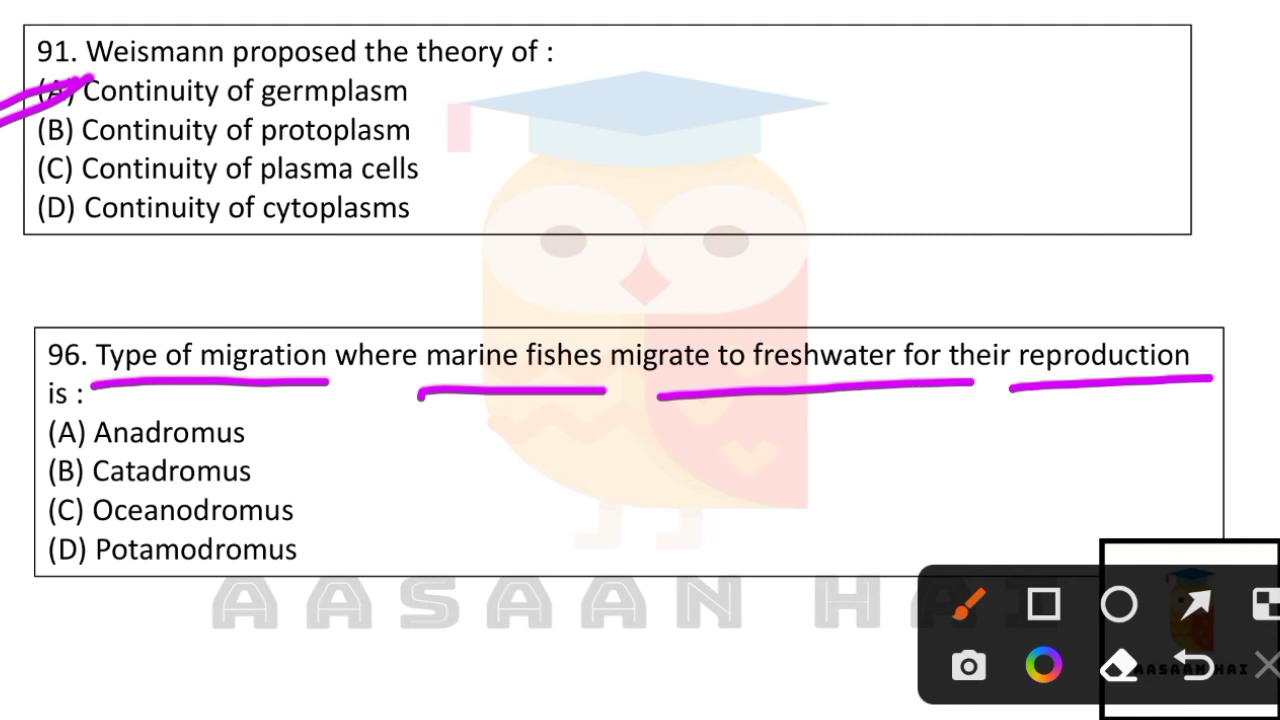 91. Weismann proposed the theory of :
(A) Continuity of germplasm
(B) Continuity of protoplasm
(C) Continuity of plasma cells
(D) Continuity of cytoplasms
96. Type of migration where marine fishes migrate to freshwater for their reproduction
is :
(A) Anadromus
(B) Catadromus
(C) Oceanodromus
(D) Potamodromus
AASAAN HAI
AASAAN HAI